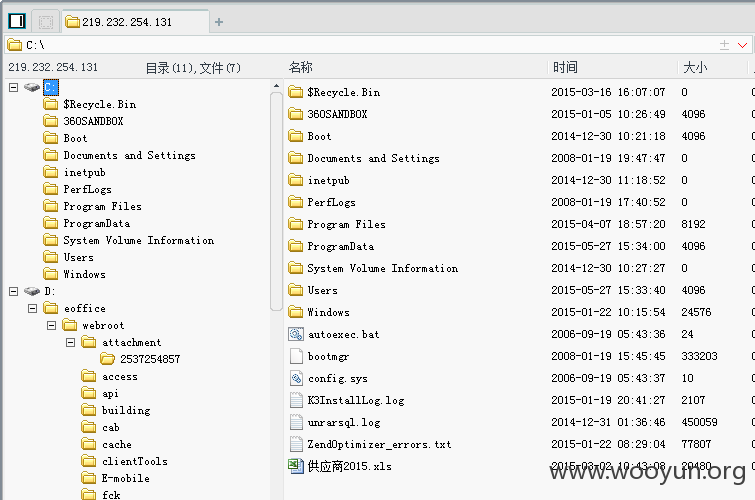 219.232.254.131
C:\
219.232.254.131 目录(11),文件(7) 名称 时间 大小
C:
$Recycle.Bin
360SANDBOX
Boot
Documents and Settings
inetpub
PerfLogs
Program Files
ProgramData
System Volume Information
Users
Windows
D:
eoffice
webroot
attachment
2537254857
access
api
building
cab
cache
clientTools
E-mobile
fck
$Recycle.Bin 2015-03-16 16:07:07 0
360SANDBOX 2015-01-05 10:26:49 4096
Boot 2014-12-30 10:21:18 4096
Documents and Settings 2008-01-19 19:47:47 0
inetpub 2014-12-30 11:18:52 0
PerfLogs 2008-01-19 17:40:52 0
Program Files 2015-04-07 18:57:20 8192
ProgramData 2015-05-27 15:34:00 4096
System Volume Information 2014-12-30 10:27:27 0
Users 2015-05-27 15:33:40 4096
Windows 2015-01-22 10:15:54 24576
autoexec.bat 2006-09-19 05:43:36 24
bootmgr 2008-01-19 15:45:45 333203
config.sys 2006-09-19 05:43:37 10
K3InstallLog.log 2015-01-19 20:41:27 2107
unrarsql.log 2014-12-31 01:36:46 450059
ZendOptimizer_errors.txt 2015-01-22 08:29:04 77807
供应商2015.xls 2015-03-02 10:43:08 20480
www.wooyun.org